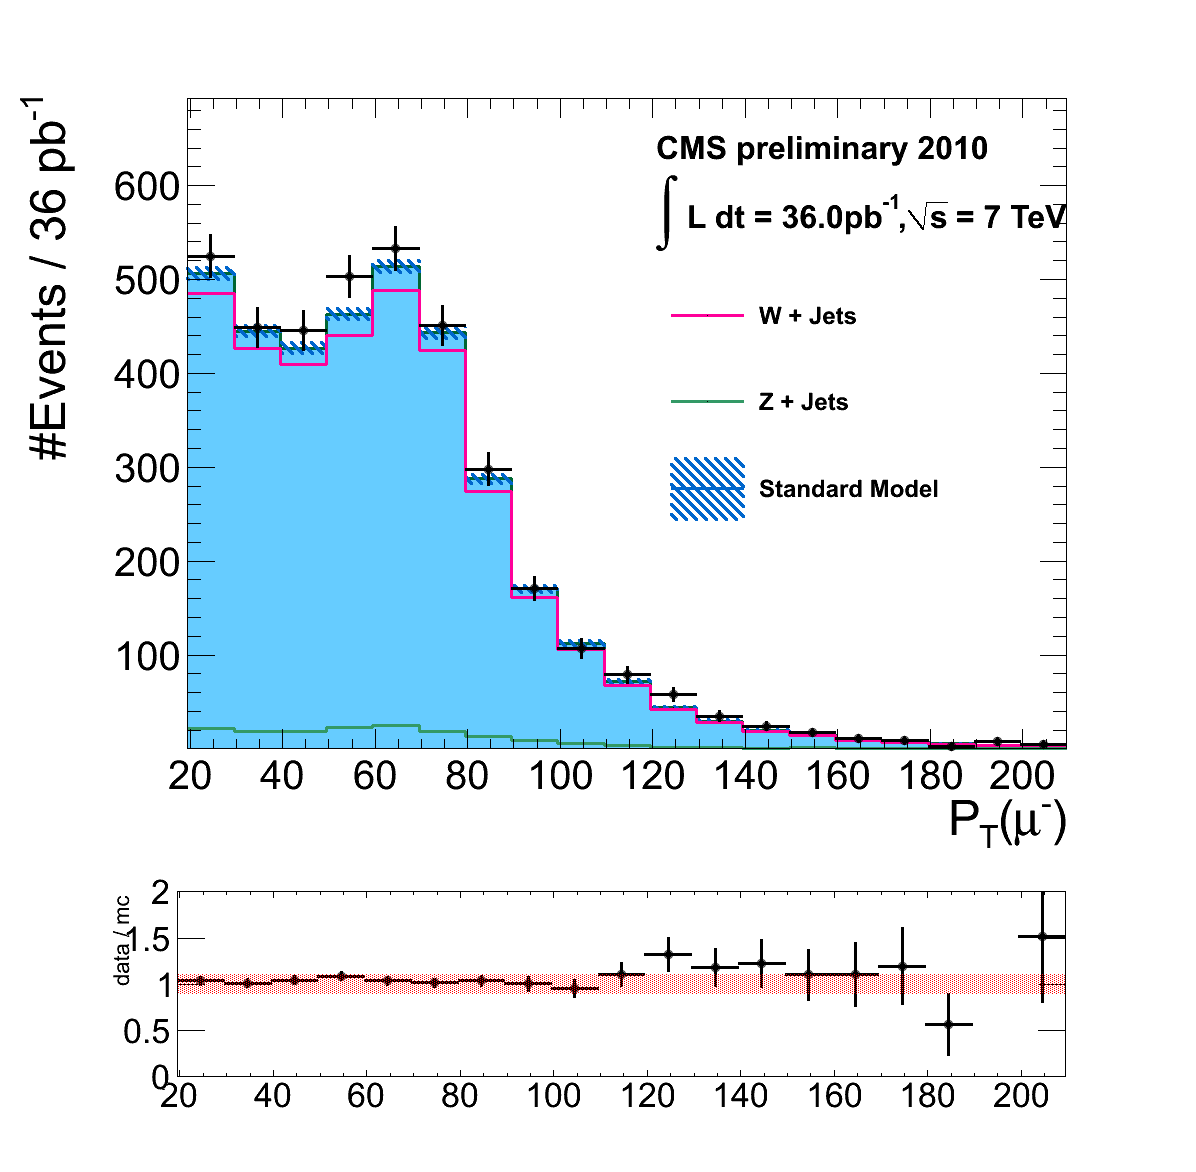 #Events / 36 pb⁻¹
600
500
400
300
200
100
CMS preliminary 2010
∫ L dt = 36.0pb⁻¹,√s = 7 TeV
W + Jets
Z + Jets
Standard Model
20 40 60 80 100 120 140 160 180 200
P_T(μ⁻)
data / mc
2
1.5
1
0.5
0
20 40 60 80 100 120 140 160 180 200